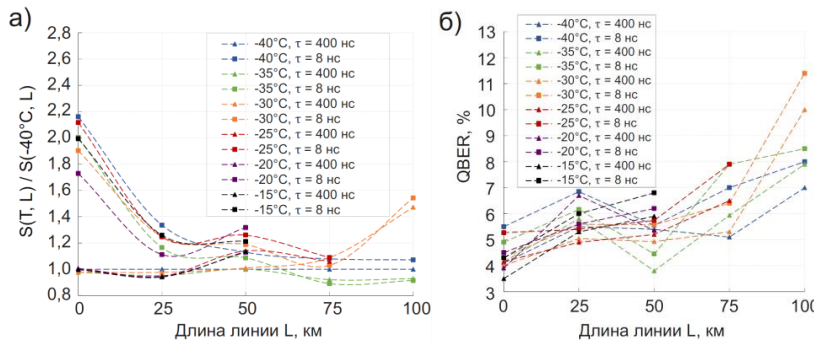 а)
S(T, L) / S(-40°C, L)
2,8
2,6
2,4
2,2
2,0
1,8
1,6
1,4
1,2
1,0
0,8
-40°C, τ = 400 нс
-40°C, τ = 8 нс
-35°C, τ = 400 нс
-35°C, τ = 8 нс
-30°C, τ = 400 нс
-30°C, τ = 8 нс
-25°C, τ = 400 нс
-25°C, τ = 8 нс
-20°C, τ = 400 нс
-20°C, τ = 8 нс
-15°C, τ = 400 нс
-15°C, τ = 8 нс
0 25 50 75 100
Длина линии L, км
б)
QBER, %
13
12
11
10
9
8
7
6
5
4
3
-40°C, τ = 400 нс
-40°C, τ = 8 нс
-35°C, τ = 400 нс
-35°C, τ = 8 нс
-30°C, τ = 400 нс
-30°C, τ = 8 нс
-25°C, τ = 400 нс
-25°C, τ = 8 нс
-20°C, τ = 400 нс
-20°C, τ = 8 нс
-15°C, τ = 400 нс
-15°C, τ = 8 нс
0 25 50 75 100
Длина линии L, км